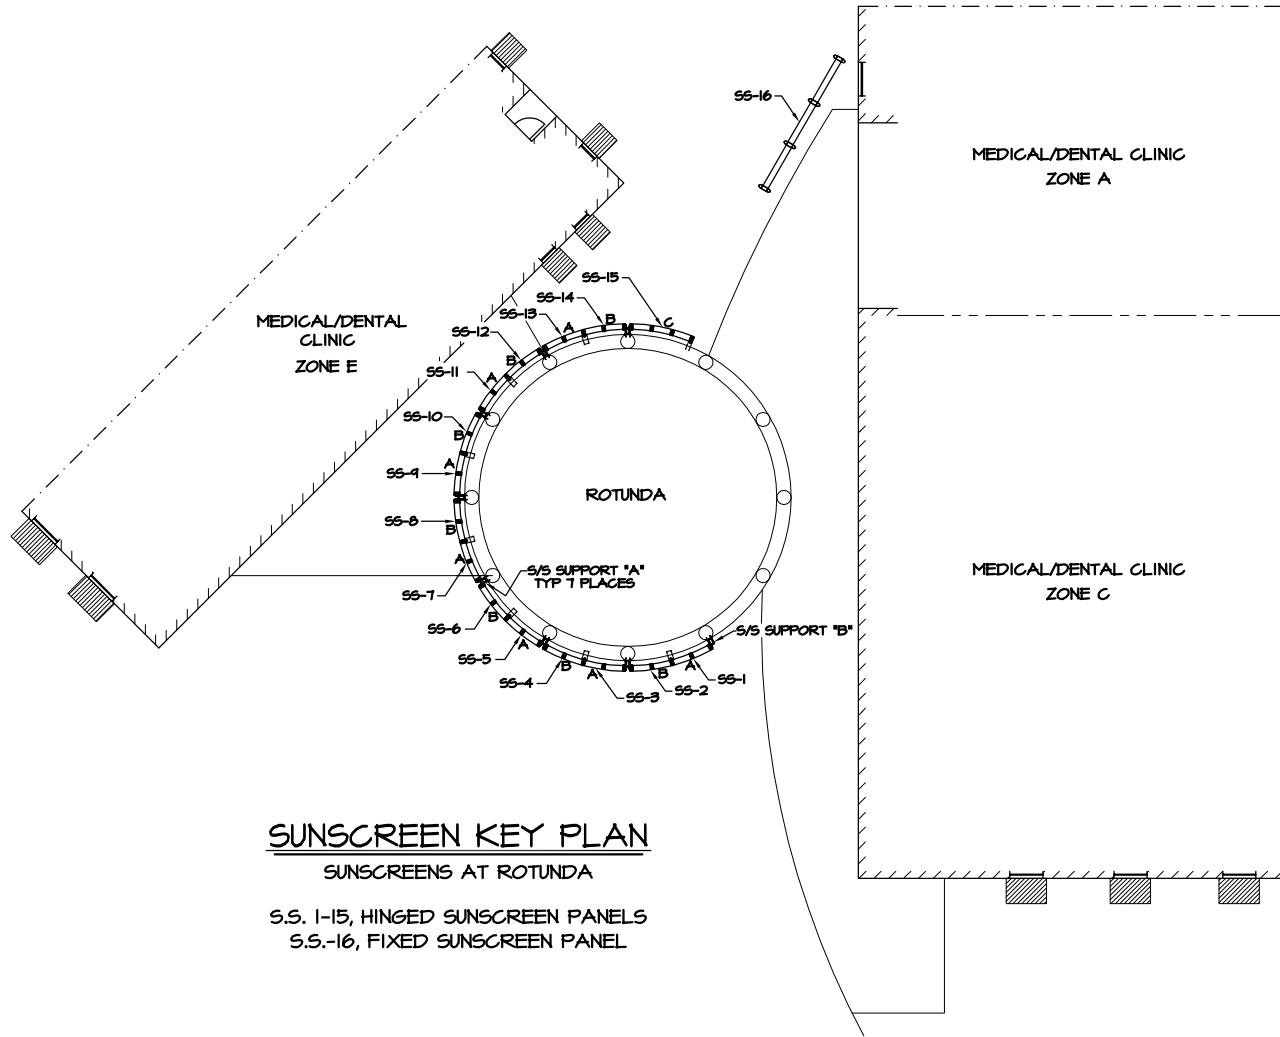 SS-16
MEDICAL/DENTAL CLINIC
ZONE A
SS-15
SS-14
B
C
SS-13
A
MEDICAL/DENTAL
CLINIC
ZONE E
SS-12
B
SS-11
A
SS-10
B
A
SS-9
ROTUNDA
SS-8
B
A
S/S SUPPORT "A"
TYP 7 PLACES
MEDICAL/DENTAL CLINIC
ZONE C
SS-7
B
SS-6
S/S SUPPORT "B"
A
SS-5
B
A
SS-4
A
B
SS-1
SS-2
SS-3
SUNSCREEN KEY PLAN
SUNSCREENS AT ROTUNDA
S.S. 1-15, HINGED SUNSCREEN PANELS
S.S.-16, FIXED SUNSCREEN PANEL